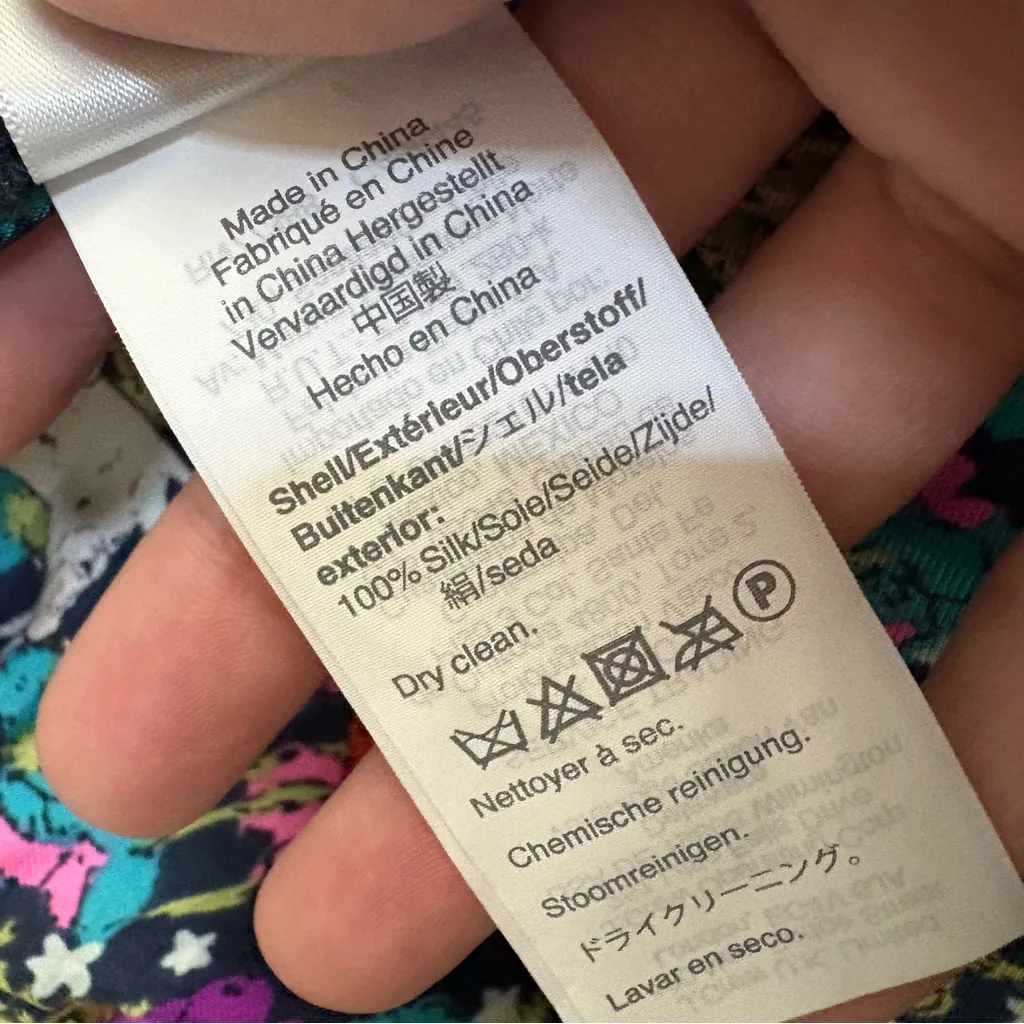 Made in China
Fabriqué en Chine
in China Hergestellt
Vervaardigd in China
中国製
Hecho en China
Shell/Extérieur/Oberstoff/
Buitenkant/シェル/tela
exterior:
100% Silk/Soie/Seide/Zijde/
絹/seda
Dry clean.
P
Nettoyer à sec.
Chemische reinigung.
Stoomreinigen.
ドライクリーニング。
Lavar en seco.